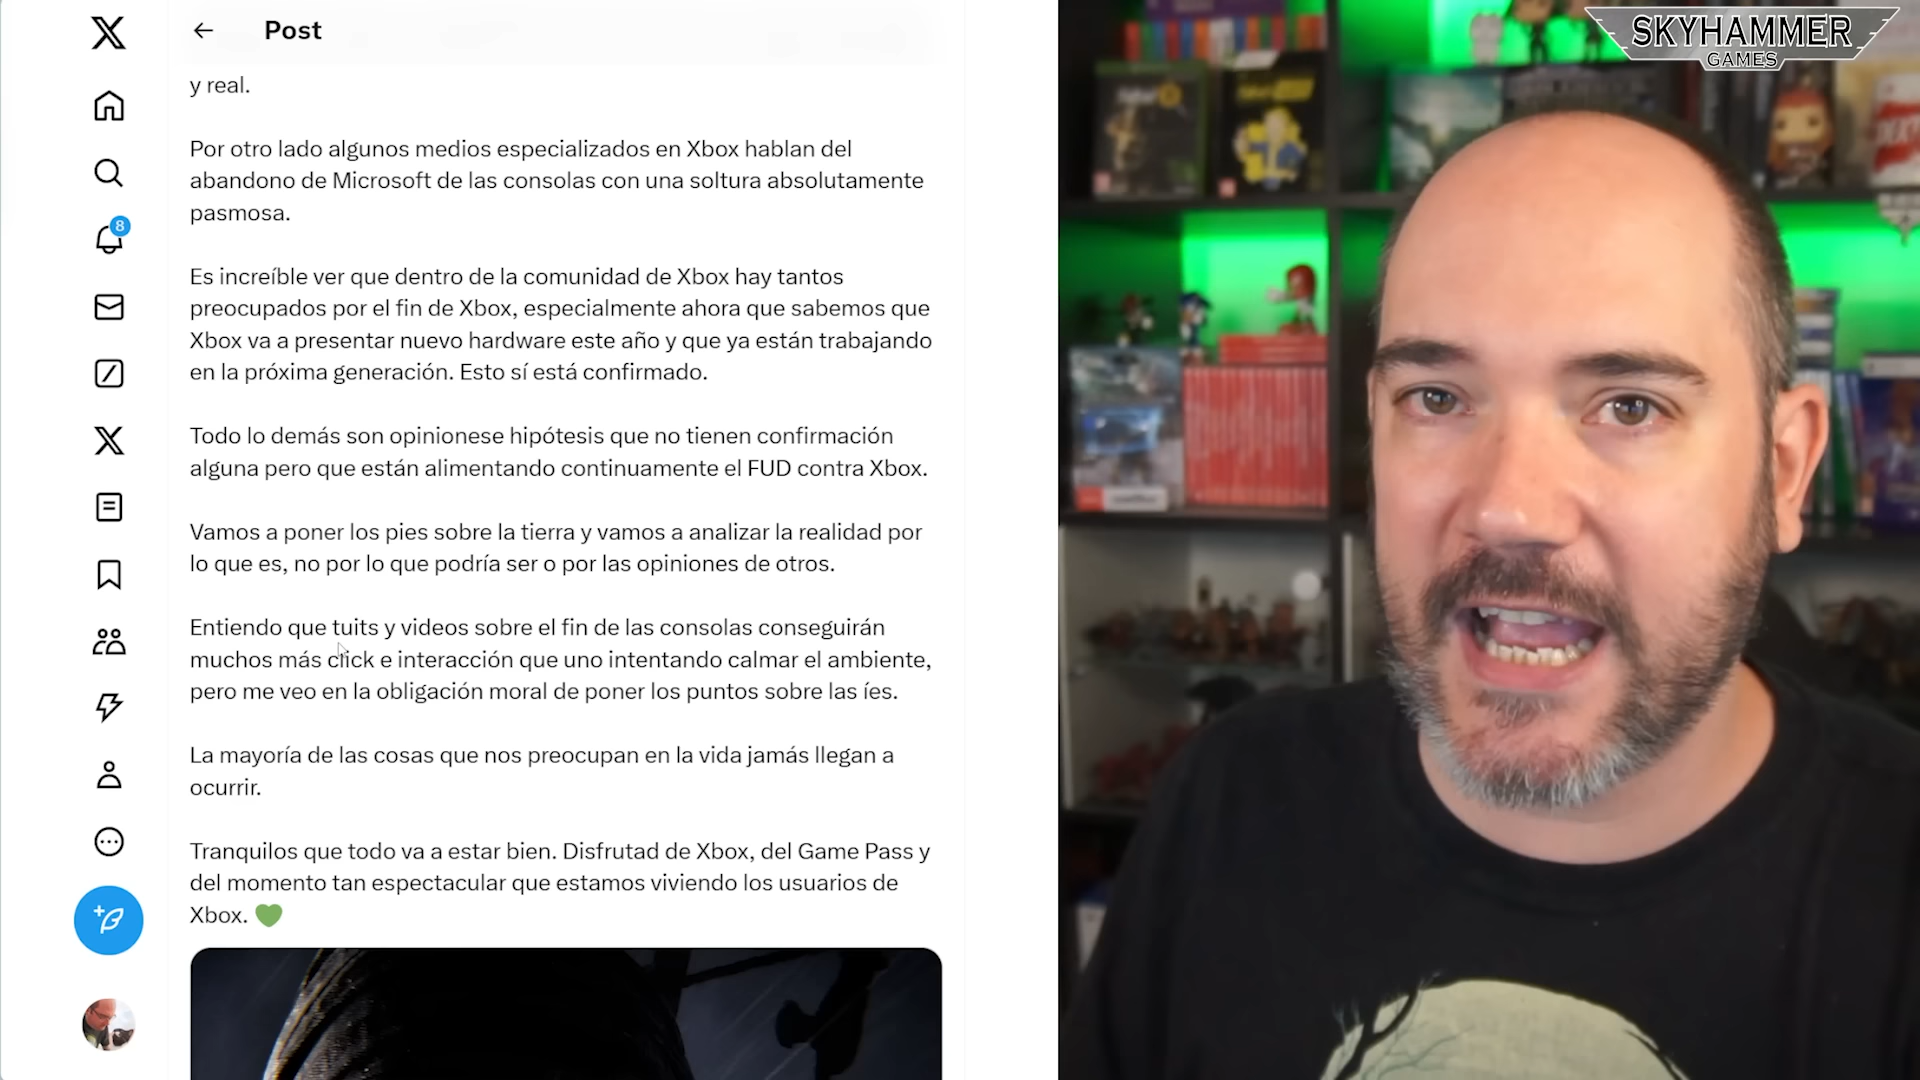 Post
y real.
Por otro lado algunos medios especializados en Xbox hablan del
abandono de Microsoft de las consolas con una soltura absolutamente
pasmosa.
Es increíble ver que dentro de la comunidad de Xbox hay tantos
preocupados por el fin de Xbox, especialmente ahora que sabemos que
Xbox va a presentar nuevo hardware este año y que ya están trabajando
en la próxima generación. Esto sí está confirmado.
Todo lo demás son opinionese hipótesis que no tienen confirmación
alguna pero que están alimentando continuamente el FUD contra Xbox.
Vamos a poner los pies sobre la tierra y vamos a analizar la realidad por
lo que es, no por lo que podría ser o por las opiniones de otros.
Entiendo que tuits y videos sobre el fin de las consolas conseguirán
muchos más click e interacción que uno intentando calmar el ambiente,
pero me veo en la obligación moral de poner los puntos sobre las íes.
La mayoría de las cosas que nos preocupan en la vida jamás llegan a
ocurrir.
Tranquilos que todo va a estar bien. Disfrutad de Xbox, del Game Pass y
del momento tan espectacular que estamos viviendo los usuarios de
Xbox. 💚
8
SKYHAMMER
GAMES